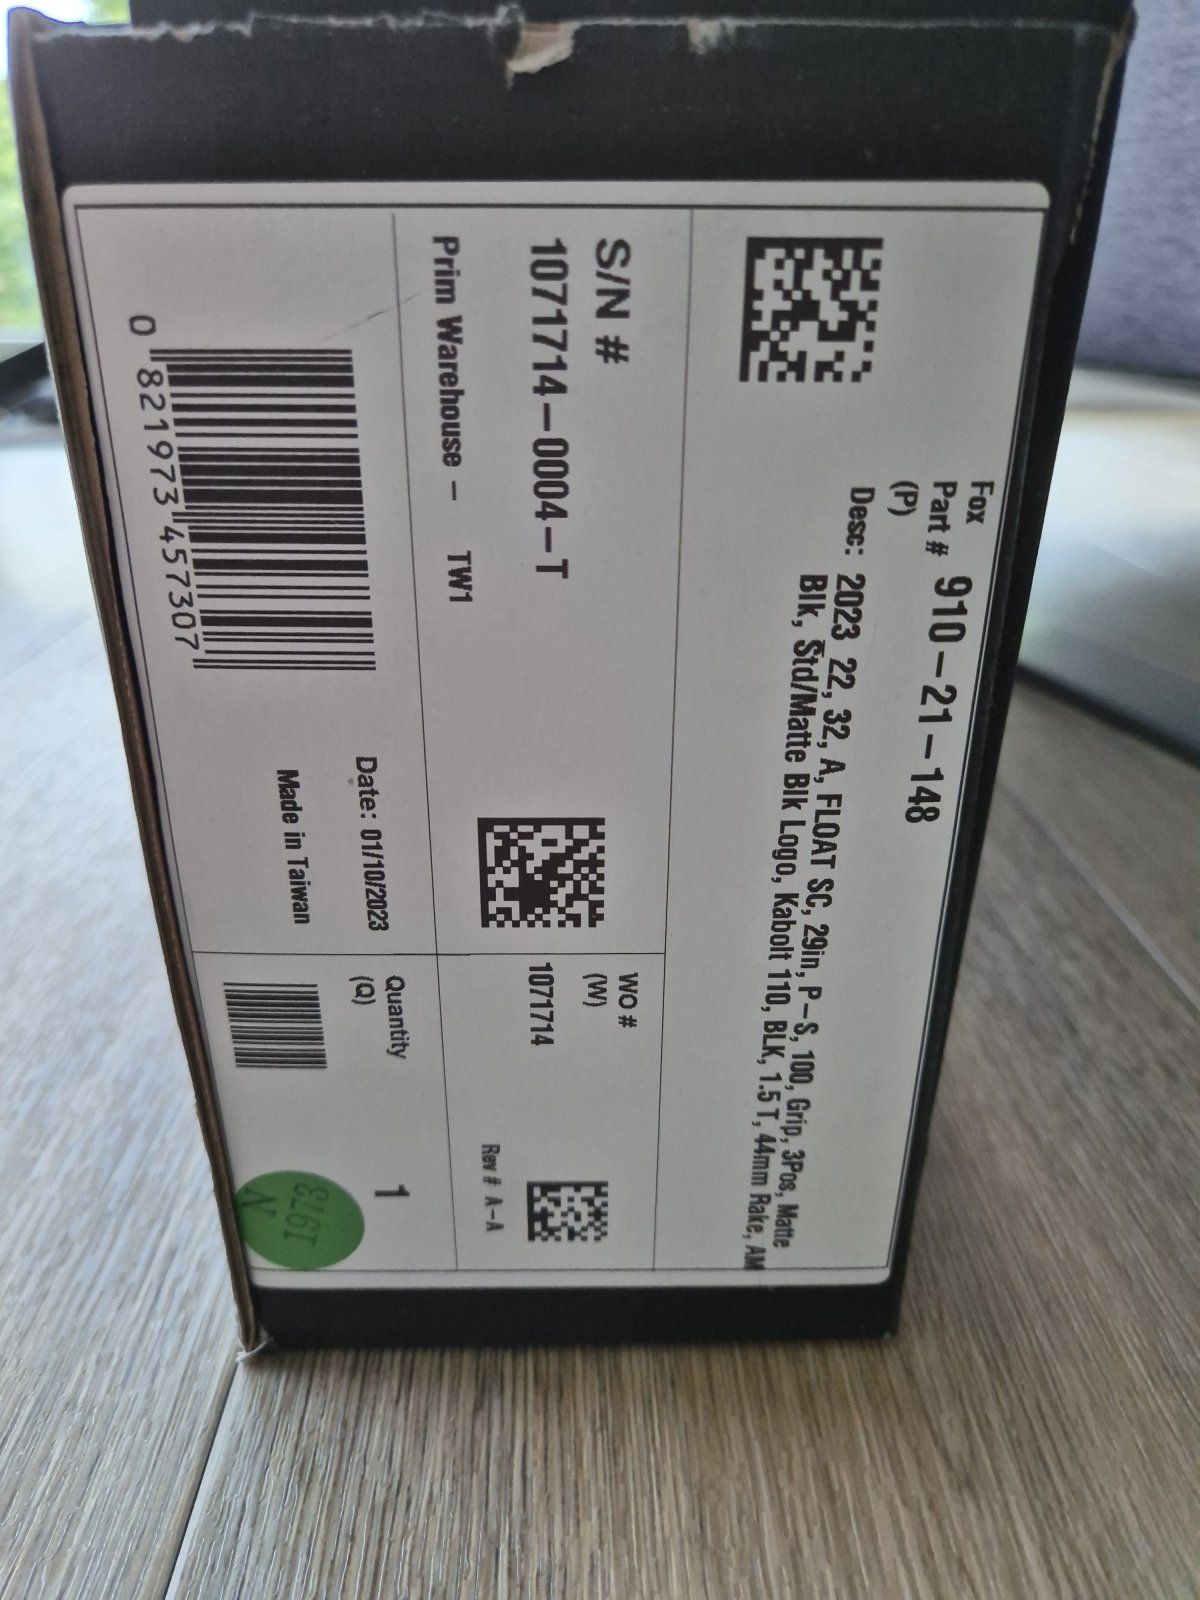 Fox
Part # 910-21-148
(P)
Desc: 2023 22, 32, A, FLOAT SC, 29in, P-S, 100, Grip, 3Pos, Matte
Blk, Std/Matte Blk Logo, Kabolt 110, BLK, 1.5 T, 44mm Rake, AM
S/N #
1071714-0004-T
Prim Warehouse - TW1
WO #
(W)
1071714
Rev # A-A
0 821973 457307
Date: 01/10/2023
Made in Taiwan
Quantity
(Q)
1
1973
N